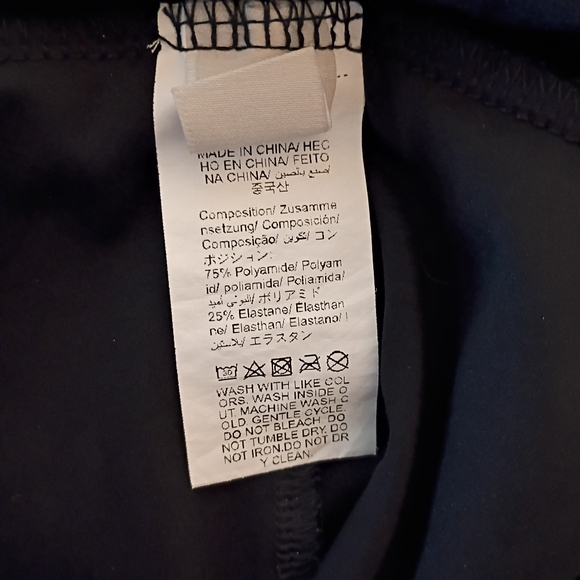 MADE IN CHINA/ HEC
HO EN CHINA/ FEITO
NA CHINA/ صنع بالصين/
중국산
Composition/ Zusamme
nsetzung/ Composición/
Composição/ تكوين/ コン
ポジション:
75% Polyamide/ Polyam
id/ poliamida/ Poliamida/
ポリアミド
25% Elastane/ Elasthan
ne/ Elasthan/ Elastano/
إيلاستين/ エラスタン
30
WASH WITH LIKE COL
ORS. WASH INSIDE O
UT. MACHINE WASH C
OLD. GENTLE CYCLE.
DO NOT BLEACH. DO
NOT TUMBLE DRY. DO
NOT IRON.DO NOT DR
Y CLEAN.